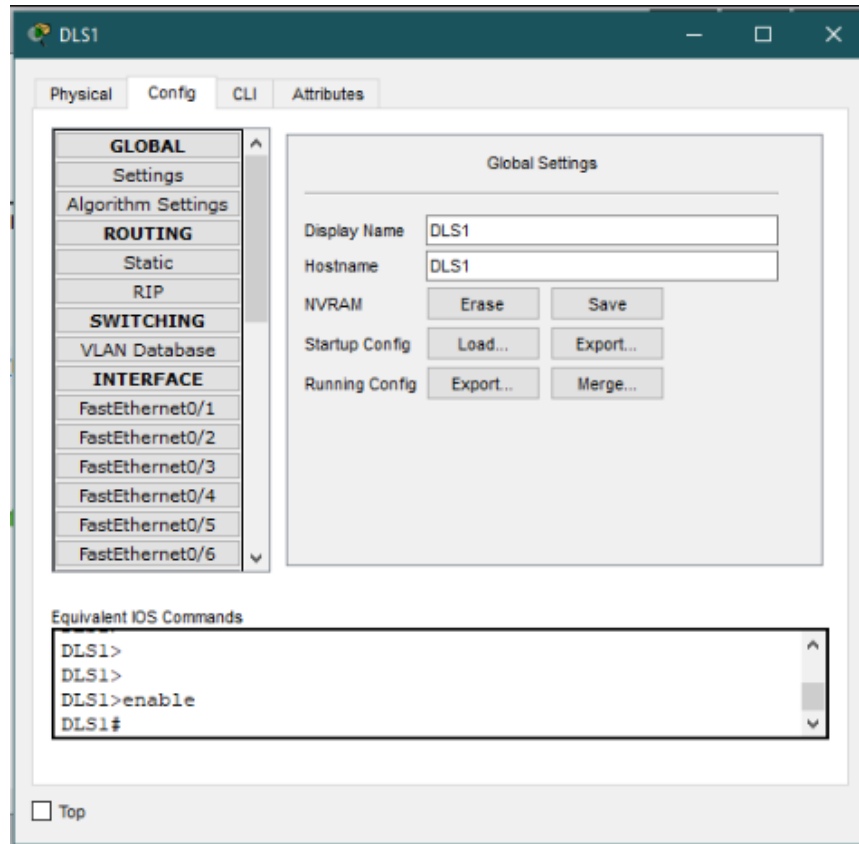 DLS1
Physical Config CLI Attributes
GLOBAL
Settings
Algorithm Settings
ROUTING
Static
RIP
SWITCHING
VLAN Database
INTERFACE
FastEthernet0/1
FastEthernet0/2
FastEthernet0/3
FastEthernet0/4
FastEthernet0/5
FastEthernet0/6
Global Settings
Display Name DLS1
Hostname DLS1
NVRAM Erase Save
Startup Config Load... Export...
Running Config Export... Merge...
Equivalent IOS Commands
DLS1>
DLS1>
DLS1>enable
DLS1#
Top